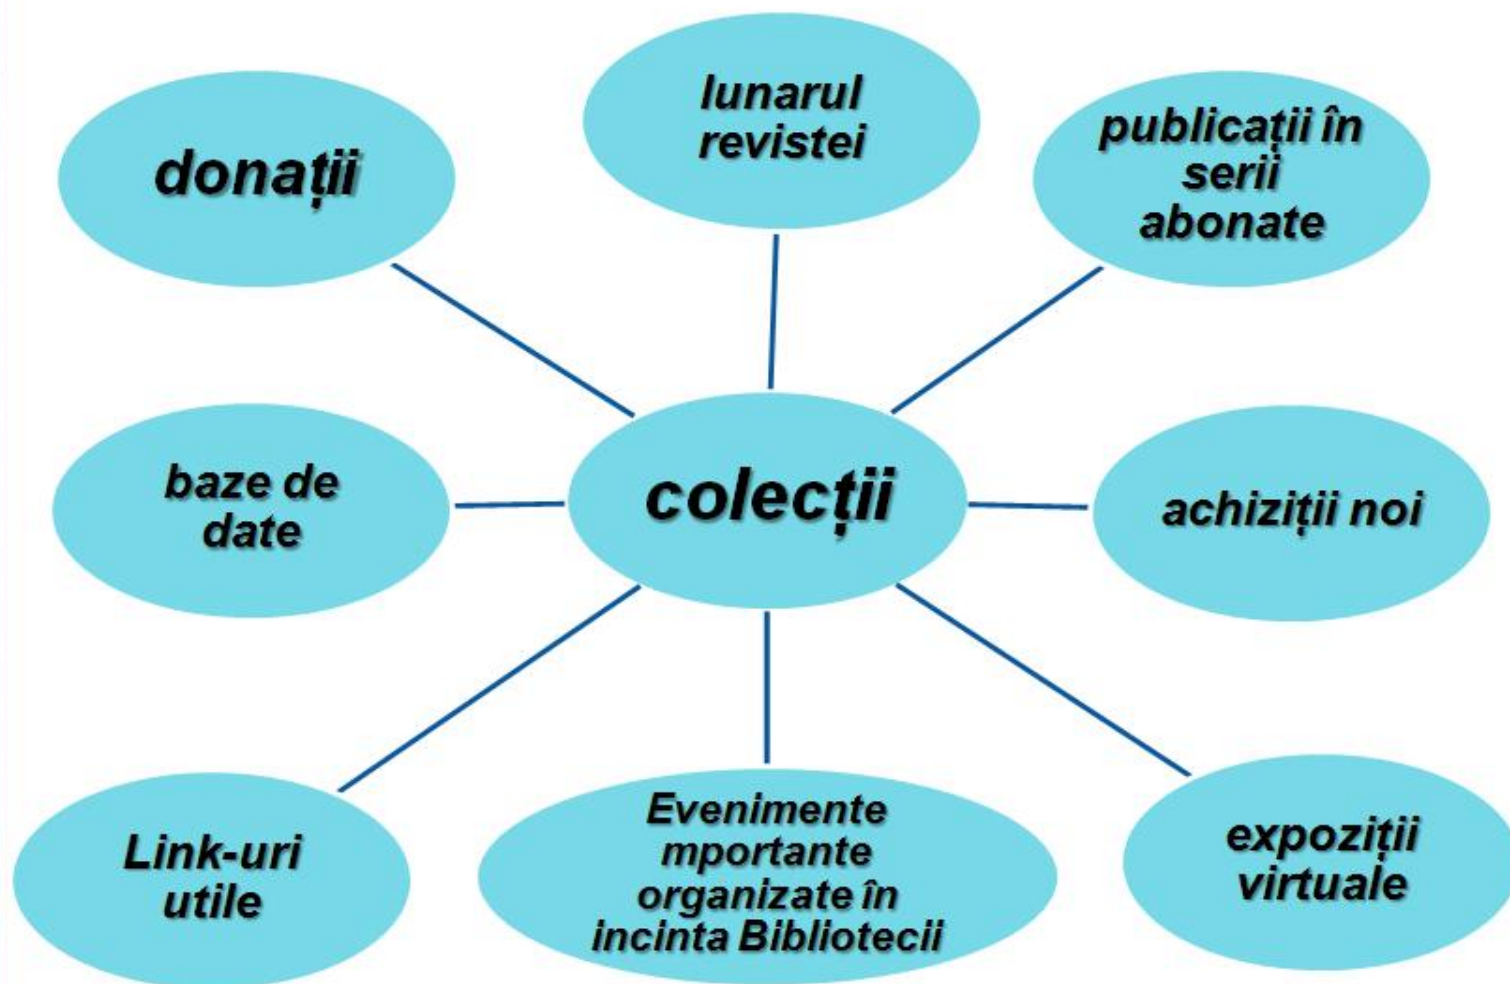 donații
lunarul
revistei
publicații în
serii
abonate
baze de
date
colecții
achiziții noi
Link-uri
utile
Evenimente
mportante
organizate în
incinta Bibliotecii
expoziții
virtuale